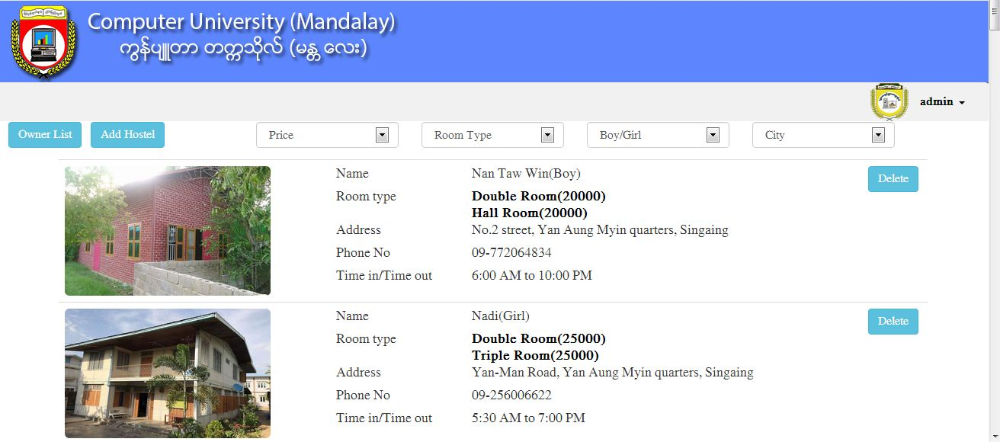 Computer University (Mandalay)
ကွန်ပျူတာ တက္ကသိုလ် (မန္တ လေး)
admin
Owner List
Add Hostel
Price
Room Type
Boy/Girl
City
Name Nan Taw Win(Boy)
Delete
Room type Double Room(20000)
Hall Room(20000)
Address No.2 street, Yan Aung Myin quarters, Singaing
Phone No 09-772064834
Time in/Time out 6:00 AM to 10:00 PM
Name Nadi(Girl)
Delete
Room type Double Room(25000)
Triple Room(25000)
Address Yan-Man Road, Yan Aung Myin quarters, Singaing
Phone No 09-256006622
Time in/Time out 5:30 AM to 7:00 PM